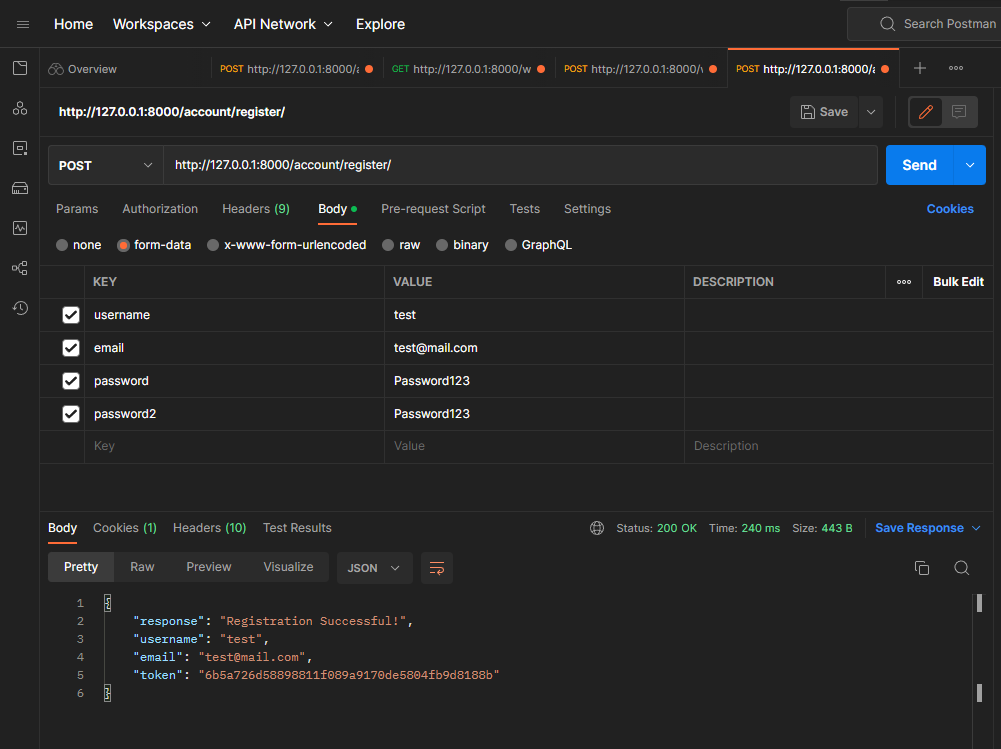 Home Workspaces API Network Explore Search Postman
Overview POST http://127.0.0.1:8000/a GET http://127.0.0.1:8000/w POST http://127.0.0.1:8000/ POST http://127.0.0.1:8000/a
http://127.0.0.1:8000/account/register/ Save
POST http://127.0.0.1:8000/account/register/ Send
Params Authorization Headers (9) Body Pre-request Script Tests Settings Cookies
none form-data x-www-form-urlencoded raw binary GraphQL
KEY VALUE DESCRIPTION Bulk Edit
username test
email test@mail.com
password Password123
password2 Password123
Key Value Description
Body Cookies (1) Headers (10) Test Results Status: 200 OK Time: 240 ms Size: 443 B Save Response
Pretty Raw Preview Visualize JSON
1 {
2 "response": "Registration Successful!",
3 "username": "test",
4 "email": "test@mail.com",
5 "token": "6b5a726d58898811f089a9170de5804fb9d8188b"
6 }